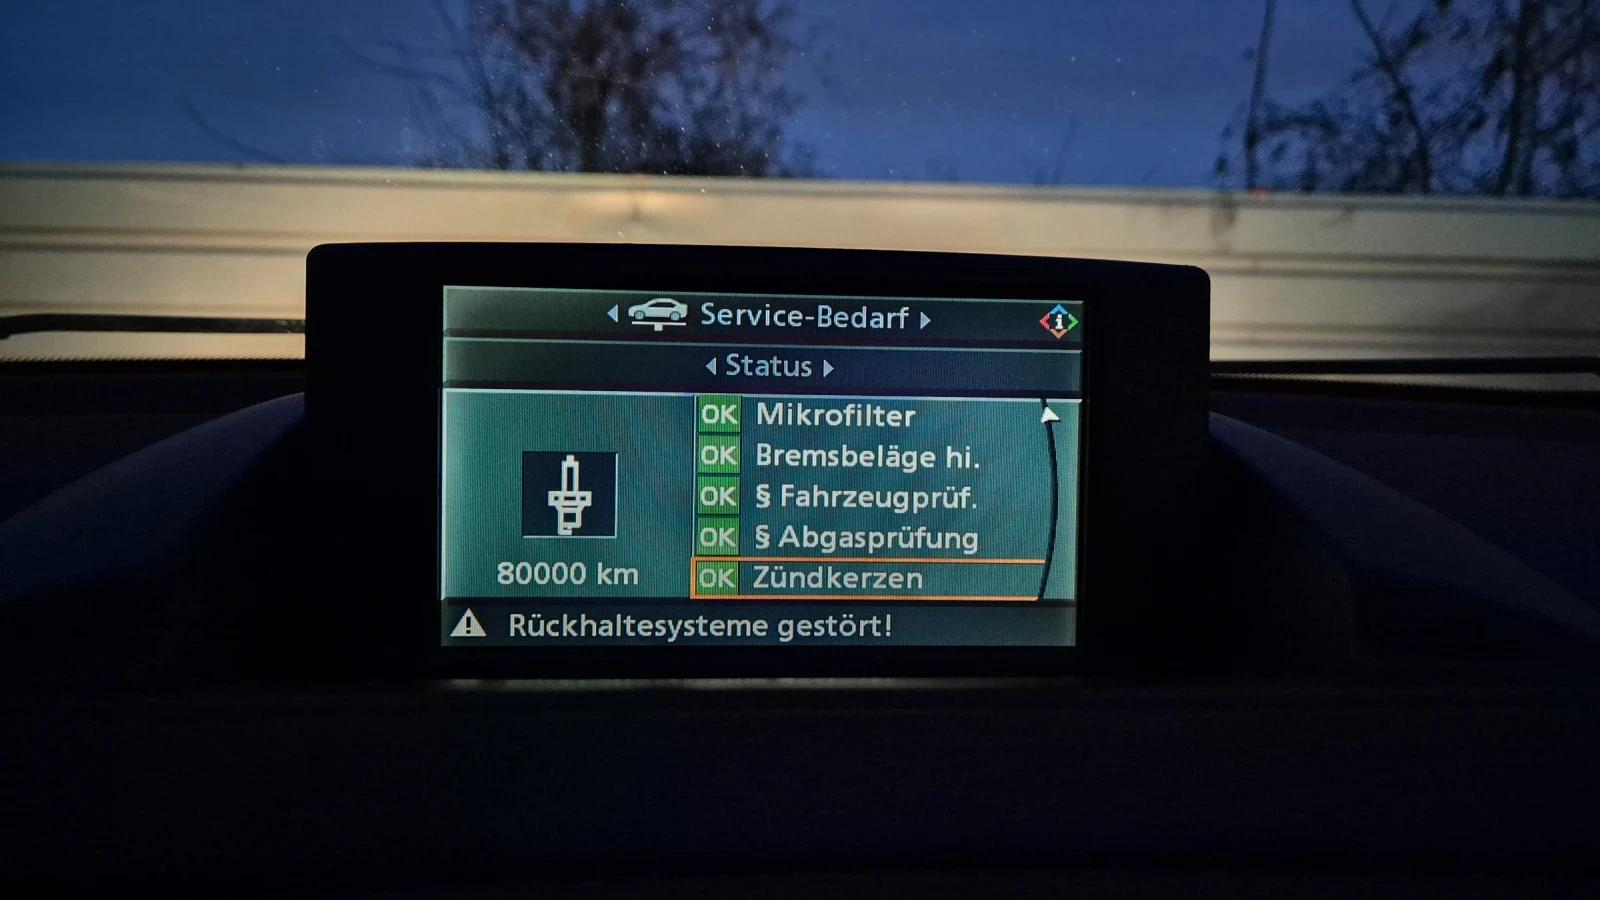 Service-Bedarf
Status
OK Mikrofilter
OK Bremsbeläge hi.
OK § Fahrzeugprüf.
OK § Abgasprüfung
OK Zündkerzen
80000 km
Rückhaltesysteme gestört!